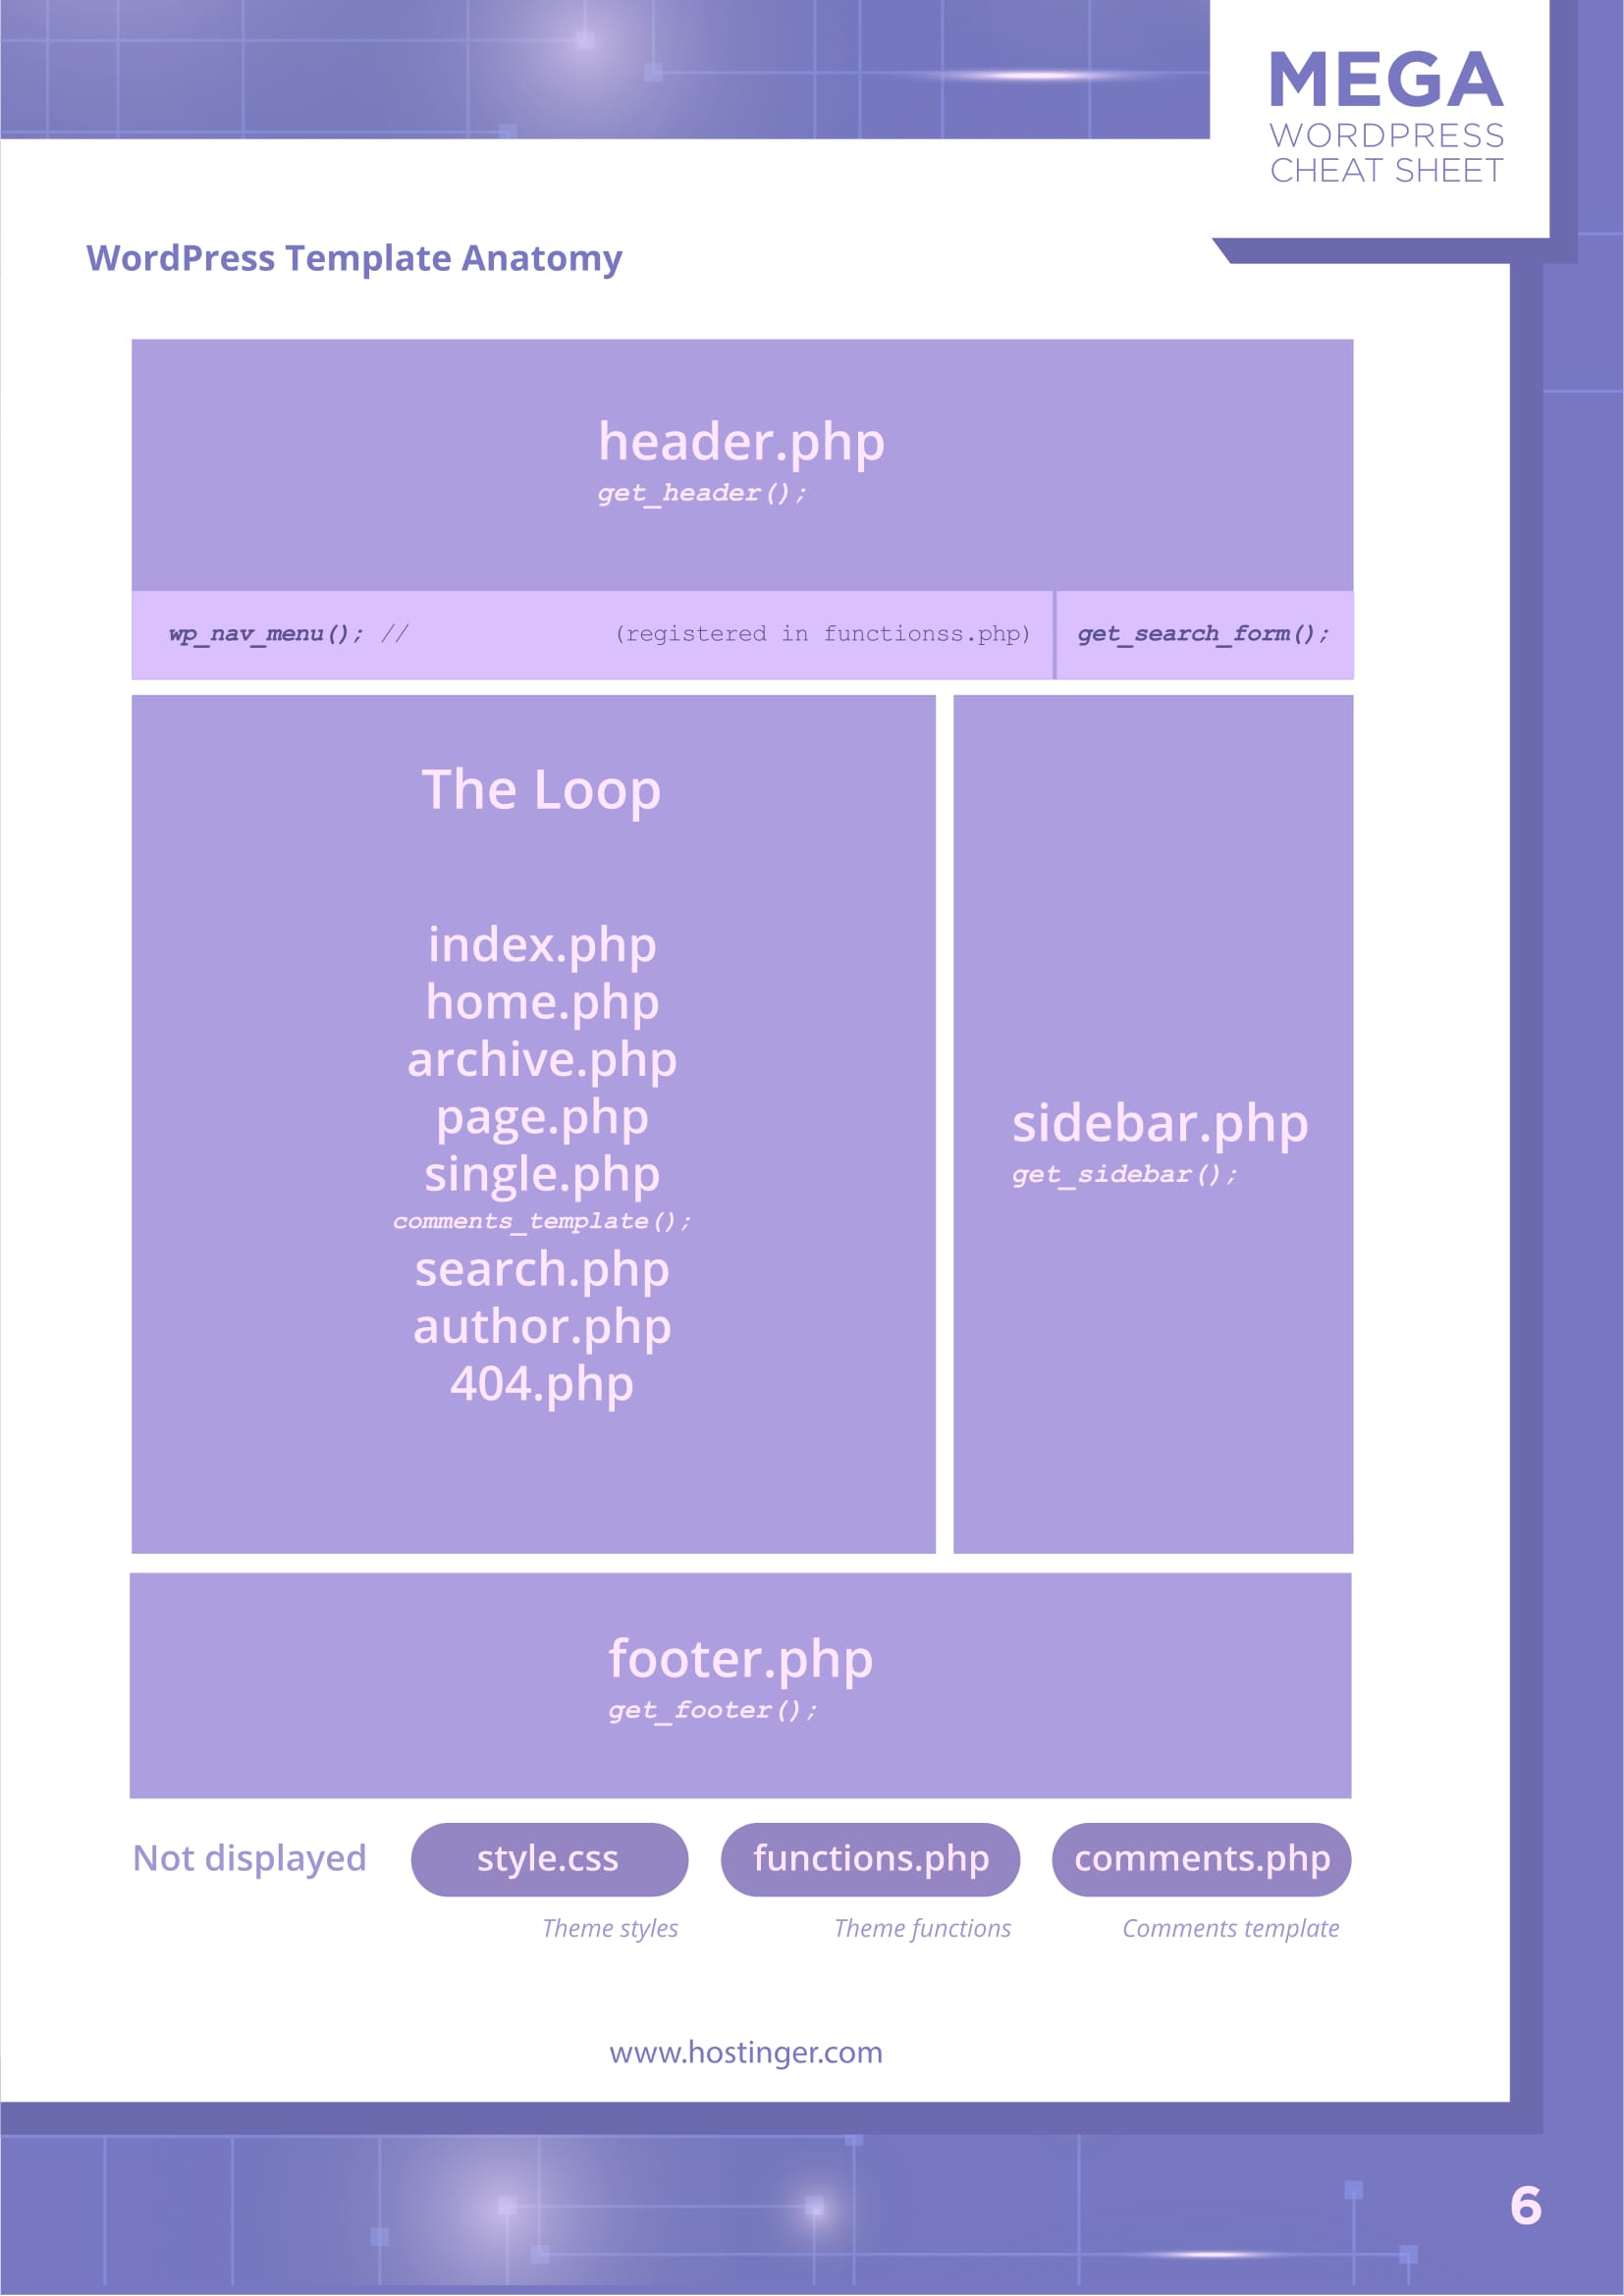 MEGA
WORDPRESS
CHEAT SHEET
WordPress Template Anatomy
header.php
get_header();
wp_nav_menu(); // (registered in functionss.php) get_search_form();
The Loop
index.php
home.php
archive.php
page.php
single.php
comments_template();
search.php
author.php
404.php
sidebar.php
get_sidebar();
footer.php
get_footer();
Not displayed style.css functions.php comments.php
Theme styles Theme functions Comments template
www.hostinger.com
6